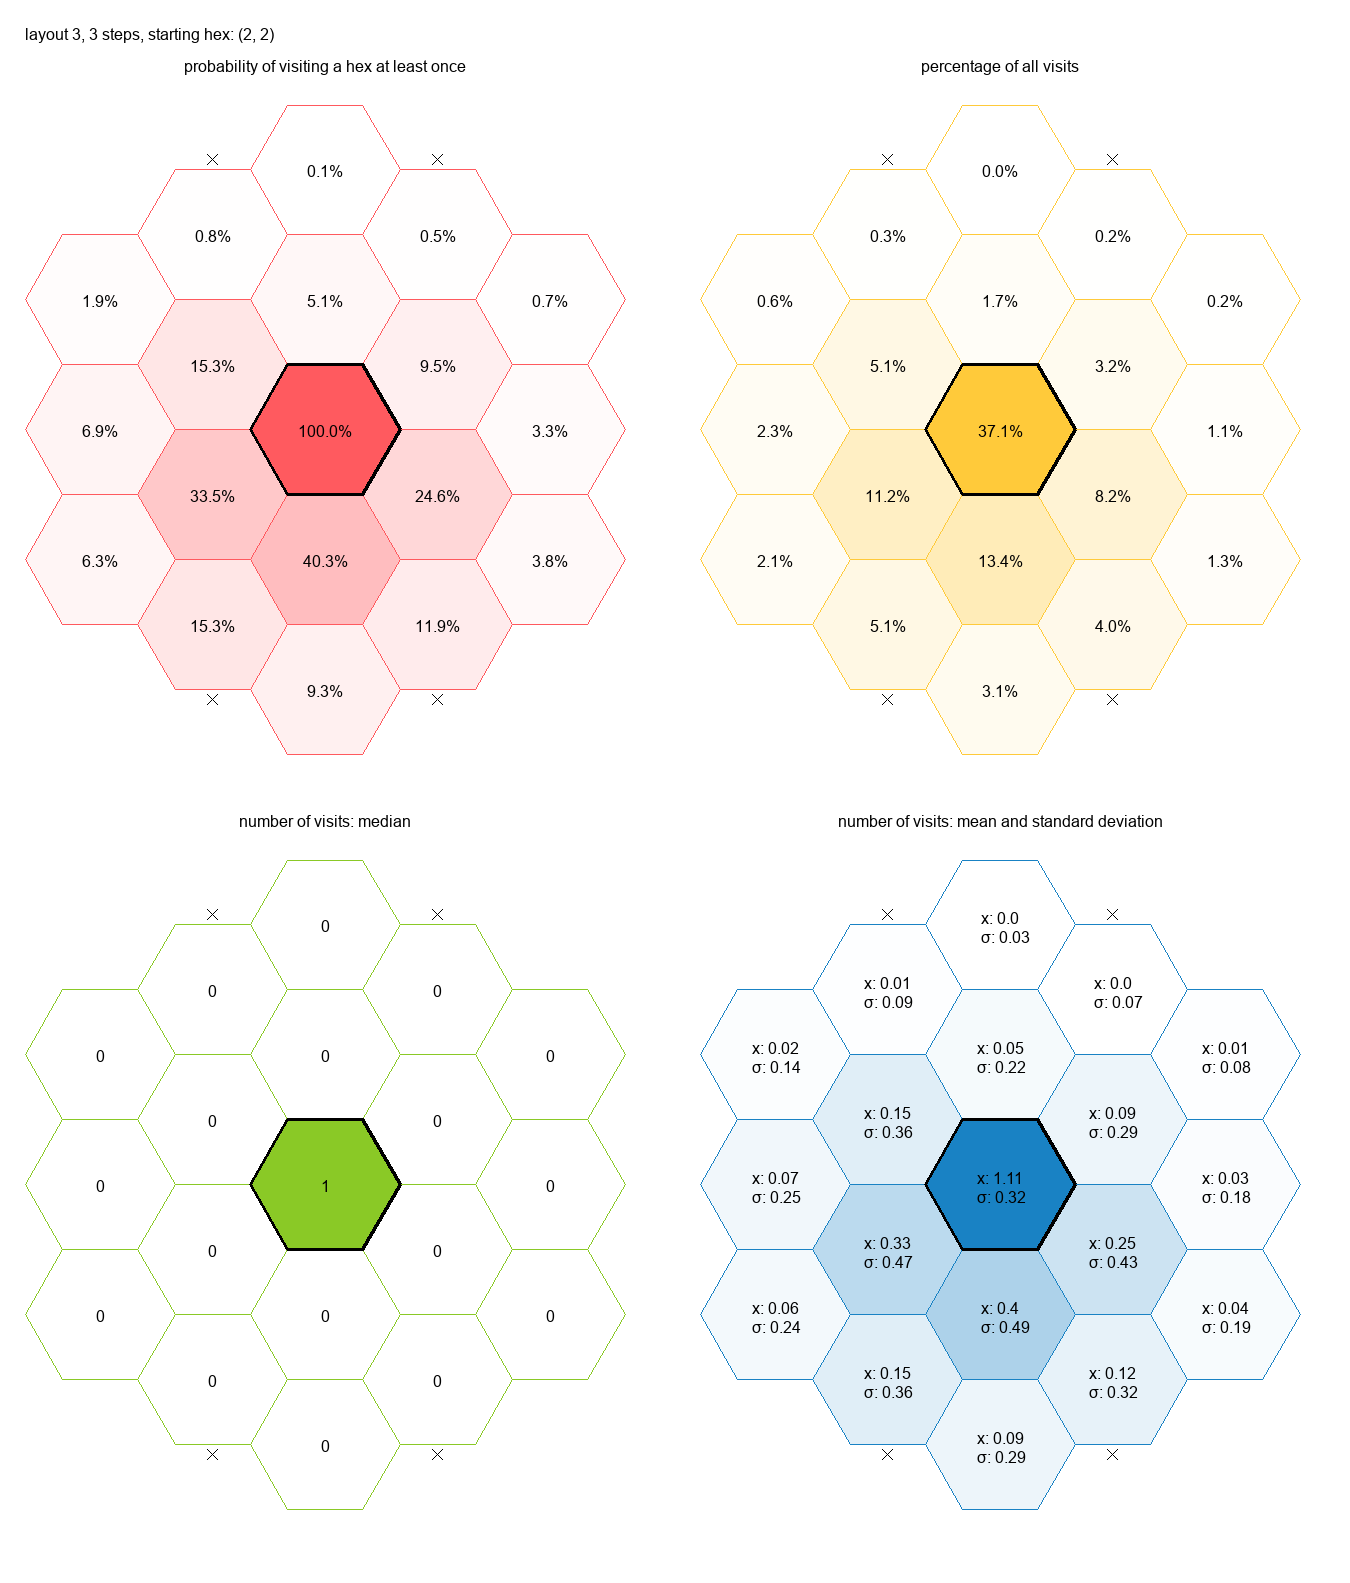 layout 3, 3 steps, starting hex: (2, 2)
probability of visiting a hex at least once
0.1%
0.8%
0.5%
1.9%
5.1%
0.7%
15.3%
9.5%
6.9%
100.0%
3.3%
33.5%
24.6%
6.3%
40.3%
3.8%
15.3%
11.9%
9.3%
percentage of all visits
0.0%
0.3%
0.2%
0.6%
1.7%
0.2%
5.1%
3.2%
2.3%
37.1%
1.1%
11.2%
8.2%
2.1%
13.4%
1.3%
5.1%
4.0%
3.1%
number of visits: median
0
0
0
0
0
0
0
0
0
1
0
0
0
0
0
0
0
0
0
number of visits: mean and standard deviation
x: 0.0
σ: 0.03
x: 0.01
σ: 0.09
x: 0.0
σ: 0.07
x: 0.02
σ: 0.14
x: 0.05
σ: 0.22
x: 0.01
σ: 0.08
x: 0.15
σ: 0.36
x: 0.09
σ: 0.29
x: 0.07
σ: 0.25
x: 1.11
σ: 0.32
x: 0.03
σ: 0.18
x: 0.33
σ: 0.47
x: 0.25
σ: 0.43
x: 0.06
σ: 0.24
x: 0.4
σ: 0.49
x: 0.04
σ: 0.19
x: 0.15
σ: 0.36
x: 0.12
σ: 0.32
x: 0.09
σ: 0.29